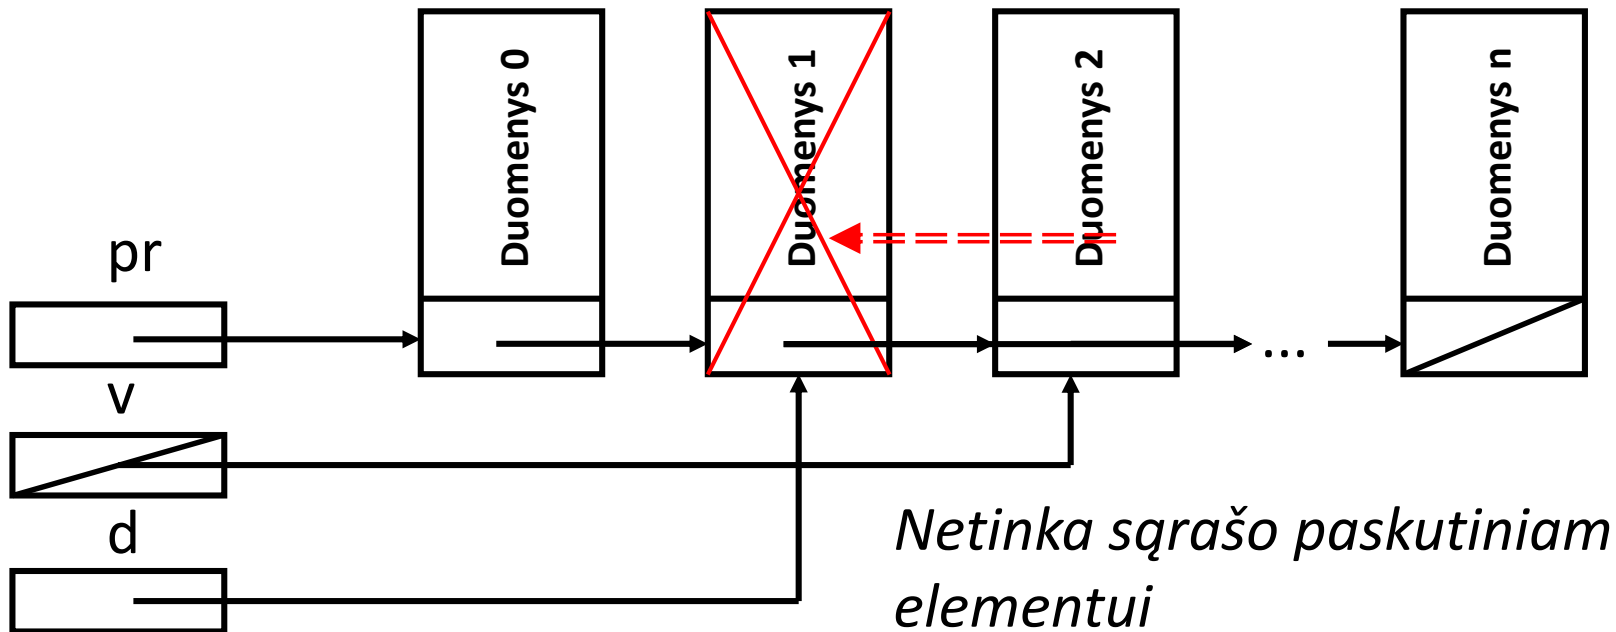 Duomenys 0
Duomenys 1
Duomenys 2
Duomenys n
pr
...
v
d
Netinka sąrašo paskutiniam
elementui